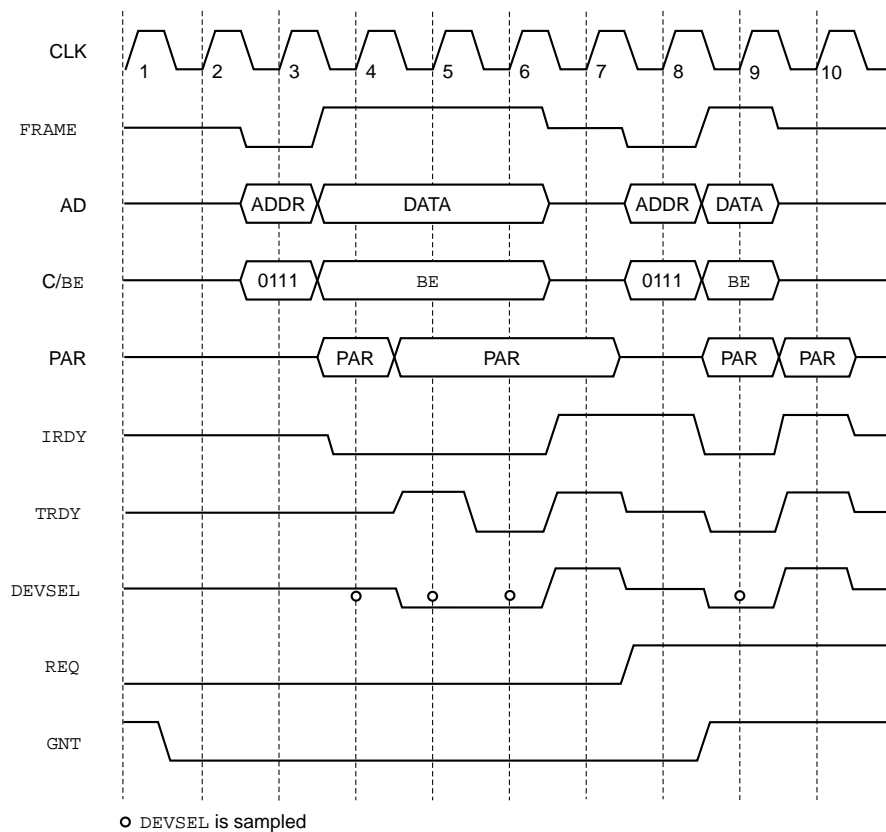 CLK
1 2 3 4 5 6 7 8 9 10
FRAME
AD ADDR DATA ADDR DATA
C/BE 0111 BE 0111 BE
PAR PAR PAR PAR PAR
IRDY
TRDY
DEVSEL
REQ
GNT
DEVSEL is sampled